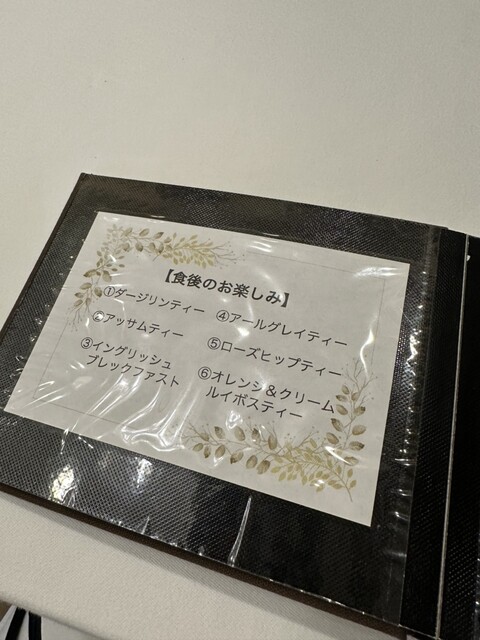 【食後のお楽しみ】
①ダージリンティー
②アッサムティー
③イングリッシュ
ブレックファスト
④アールグレイティー
⑤ローズヒップティー
⑥オレンジ&クリーム
ルイボスティー